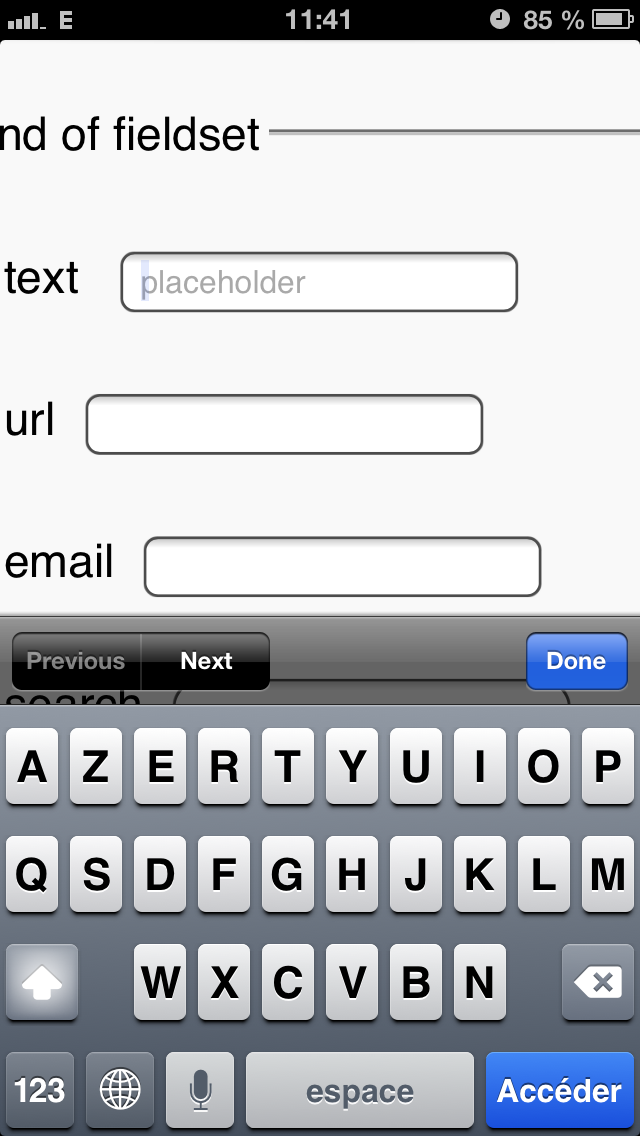 E 11:41 85 %
nd of fieldset
text placeholder
url
email
Previous Next Done
search
A Z E R T Y U I O P
Q S D F G H J K L M
W X C V B N
123 espace Accéder